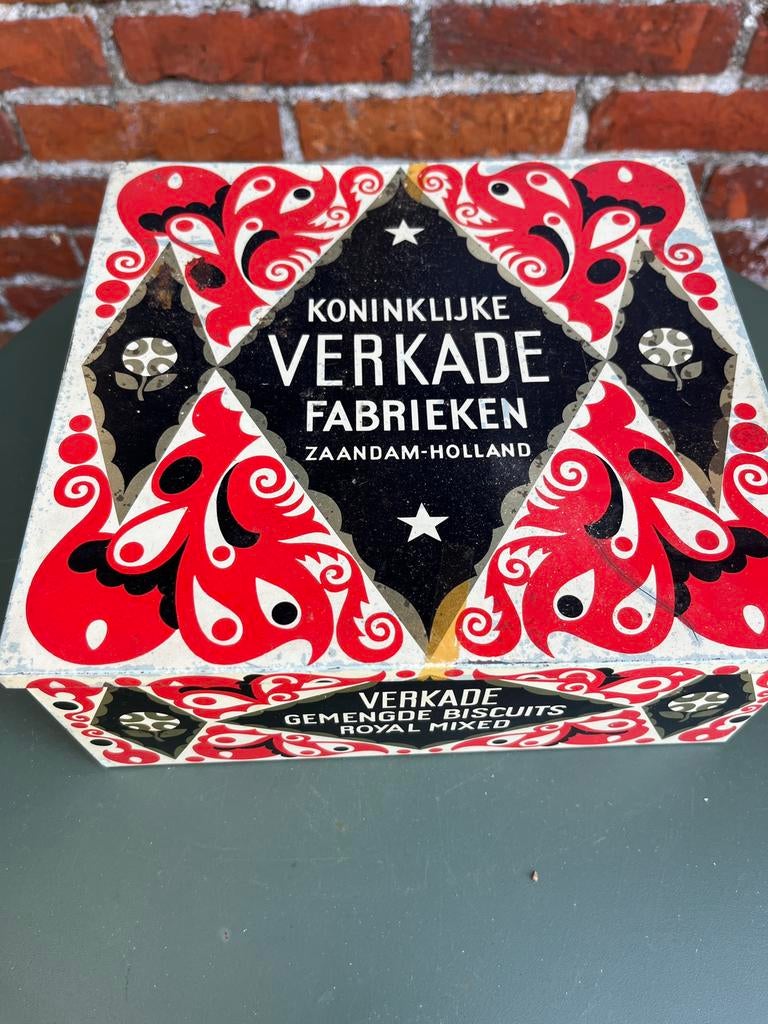 KONINKLIJKE
VERKADE
FABRIEKEN
ZAANDAM-HOLLAND
VERKADE
GEMENGDE BISCUITS
ROYAL MIXED